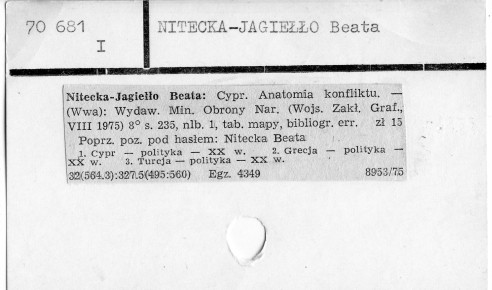 70 681
I
NITECKA-JAGIEŁŁO Beata
Nitecka-Jagiełło Beata: Cypr. Anatomia konfliktu. —
(Wwa): Wydaw. Min. Obrony Nar. (Wojs. Zakł. Graf.,
VIII 1975) 8° s. 235, nlb. 1, tab. mapy, bibliogr. err. zł 15
Poprz. poz. pod hasłem: Nitecka Beata
1. Cypr — polityka — XX w. 2. Grecja — polityka —
XX w. 3. Turcja — polityka — XX w.
32(564.3):327.5(495:560) Egz. 4349 8953/75